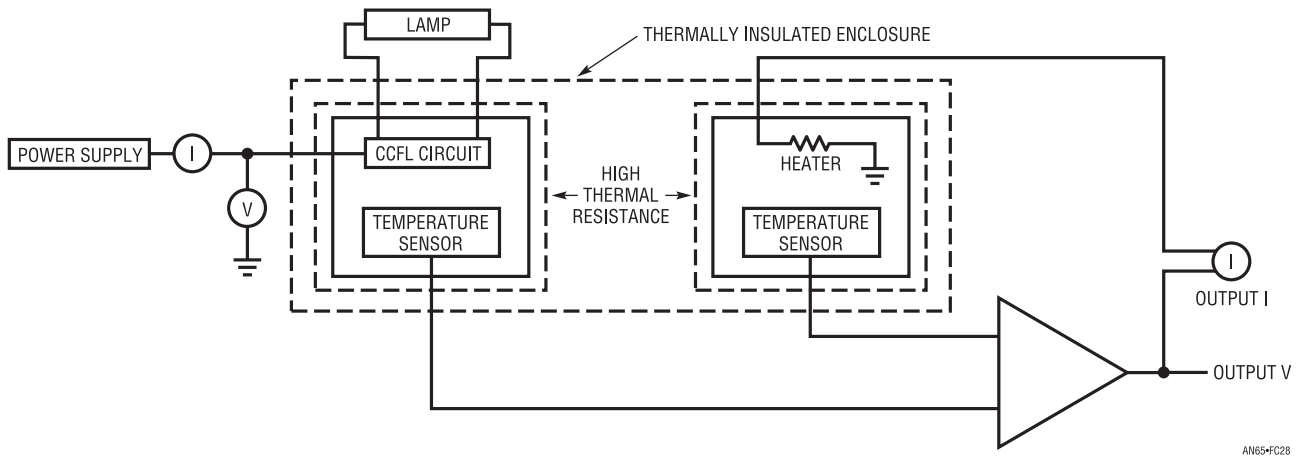 LAMP
THERMALLY INSULATED ENCLOSURE
POWER SUPPLY
I
CCFL CIRCUIT
HEATER
V
HIGH
THERMAL
RESISTANCE
TEMPERATURE
SENSOR
TEMPERATURE
SENSOR
I
OUTPUT I
OUTPUT V
AN65•FC28